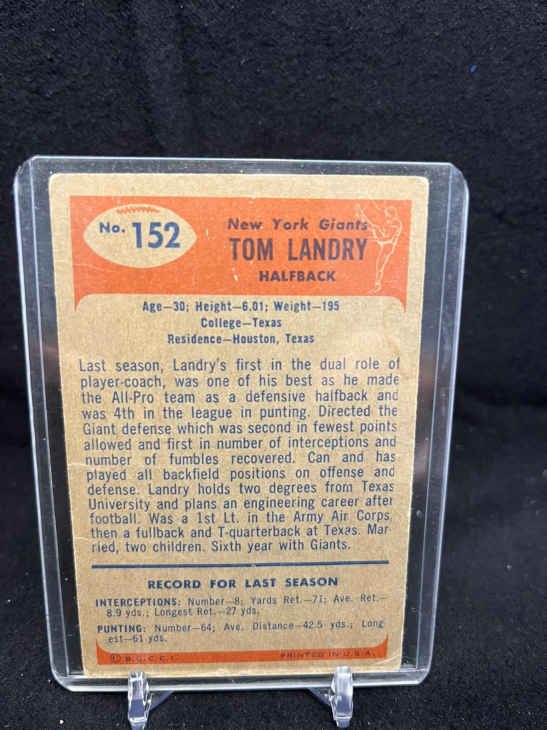 No. 152
New York Giants
TOM LANDRY
HALFBACK
Age—30; Height—6.01; Weight—195
College—Texas
Residence—Houston, Texas
Last season, Landry's first in the dual role of
player-coach, was one of his best as he made
the All-Pro team as a defensive halfback and
was 4th in the league in punting. Directed the
Giant defense which was second in fewest points
allowed and first in number of interceptions and
number of fumbles recovered. Can and has
played all backfield positions on offense and
defense. Landry holds two degrees from Texas
University and plans an engineering career after
football. Was a 1st Lt. in the Army Air Corps
then a fullback and T-quarterback at Texas. Mar
ried, two children. Sixth year with Giants.
RECORD FOR LAST SEASON
INTERCEPTIONS: Number—8; Yards Ret.—71; Ave. Ret.—
8.9 yds.; Longest Ret.—27 yds.
PUNTING: Number—64; Ave. Distance—42.5 yds.; Long
est—61 yds.
© B.G.C.I. PRINTED IN U.S.A.